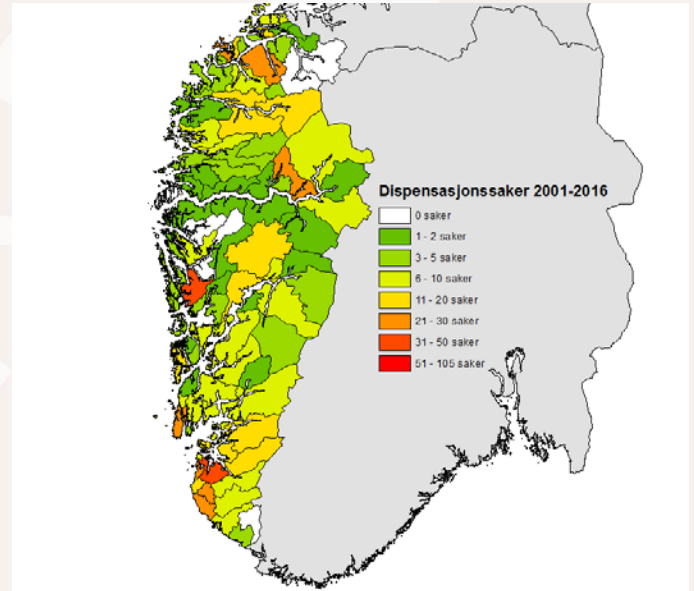 Dispensasjonssaker 2001-2016
0 saker
1 - 2 saker
3 - 5 saker
6 - 10 saker
11 - 20 saker
21 - 30 saker
31 - 50 saker
51 - 105 saker